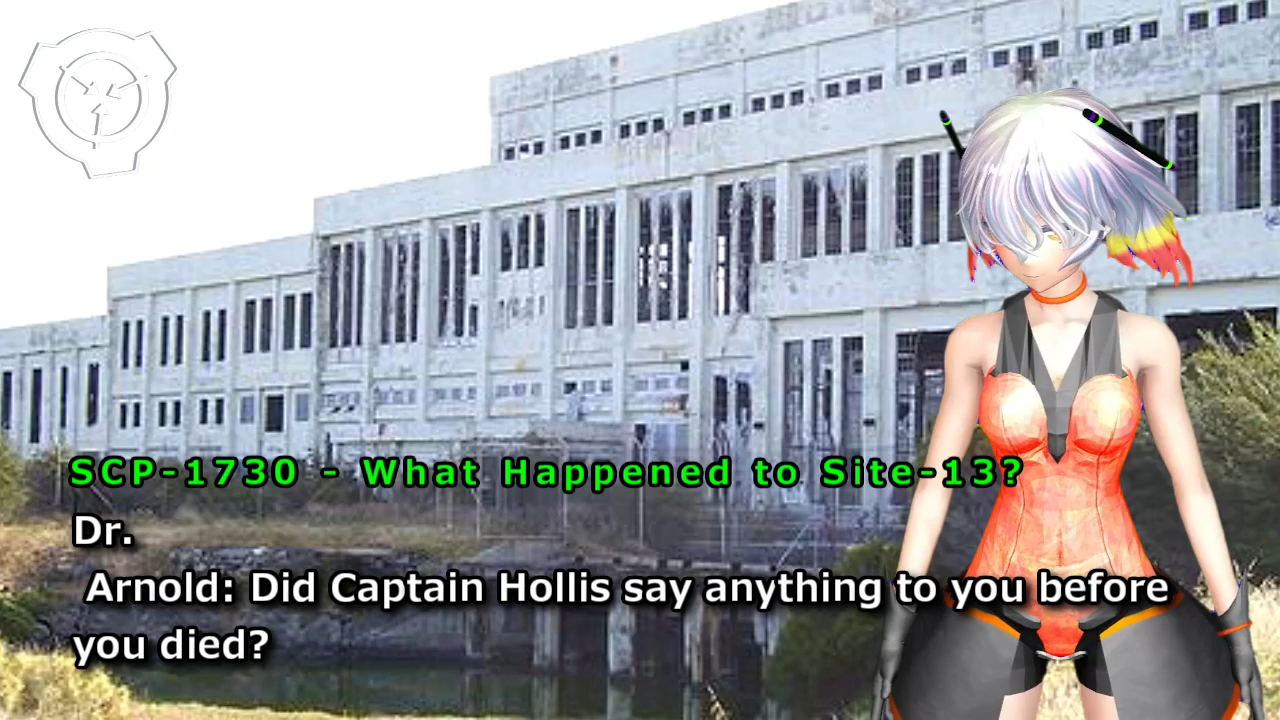 SCP-1730 - What Happened to Site-13?
Dr.
Arnold: Did Captain Hollis say anything to you before
you died?